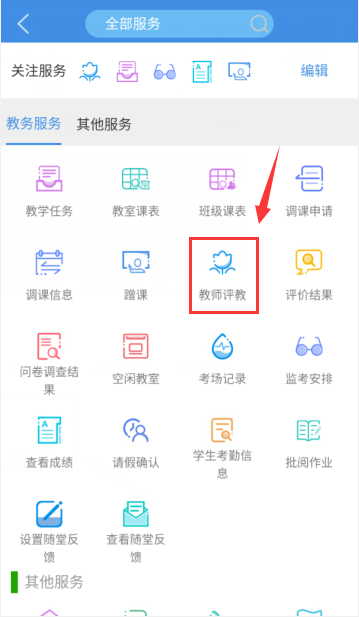 全部服务
关注服务
编辑
教务服务 其他服务
教学任务 教室课表 班级课表 调课申请
调课信息 蹭课 教师评教 评价结果
问卷调查结
果
空闲教室 考场记录 监考安排
查看成绩 请假确认
学生考勤信
息
批阅作业
设置随堂反
馈
查看随堂反
馈
其他服务